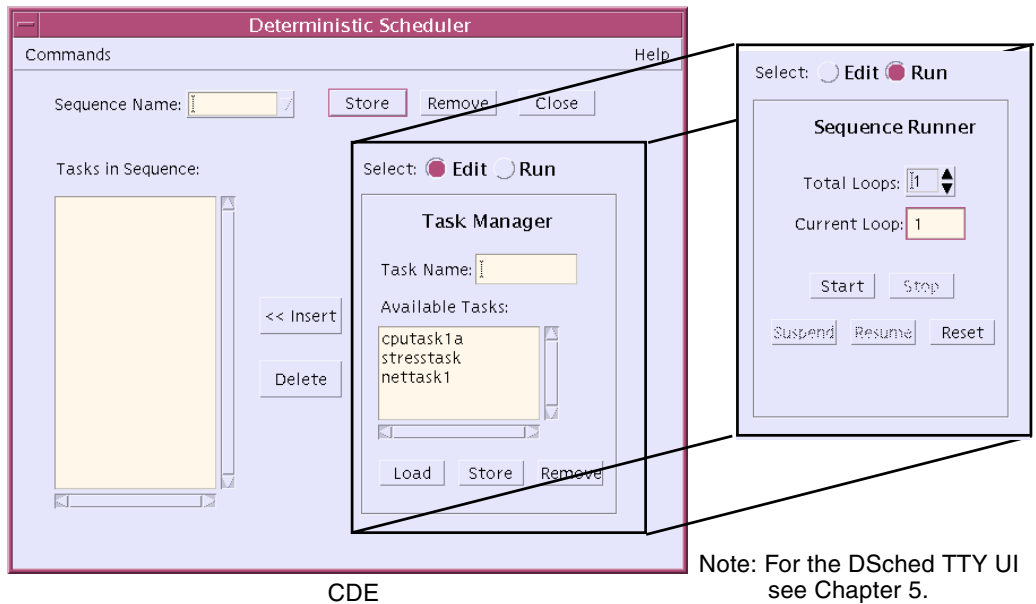 Deterministic Scheduler
Commands Help
Sequence Name: Store Remove Close
Tasks in Sequence:
<< Insert
Delete
Select: Edit Run
Task Manager
Task Name:
Available Tasks:
cputask1a
stresstask
nettask1
Load Store Remove
Select: Edit Run
Sequence Runner
Total Loops: 1
Current Loop: 1
Start Stop
Suspend Resume Reset
CDE
Note: For the DSched TTY UI
see Chapter 5.